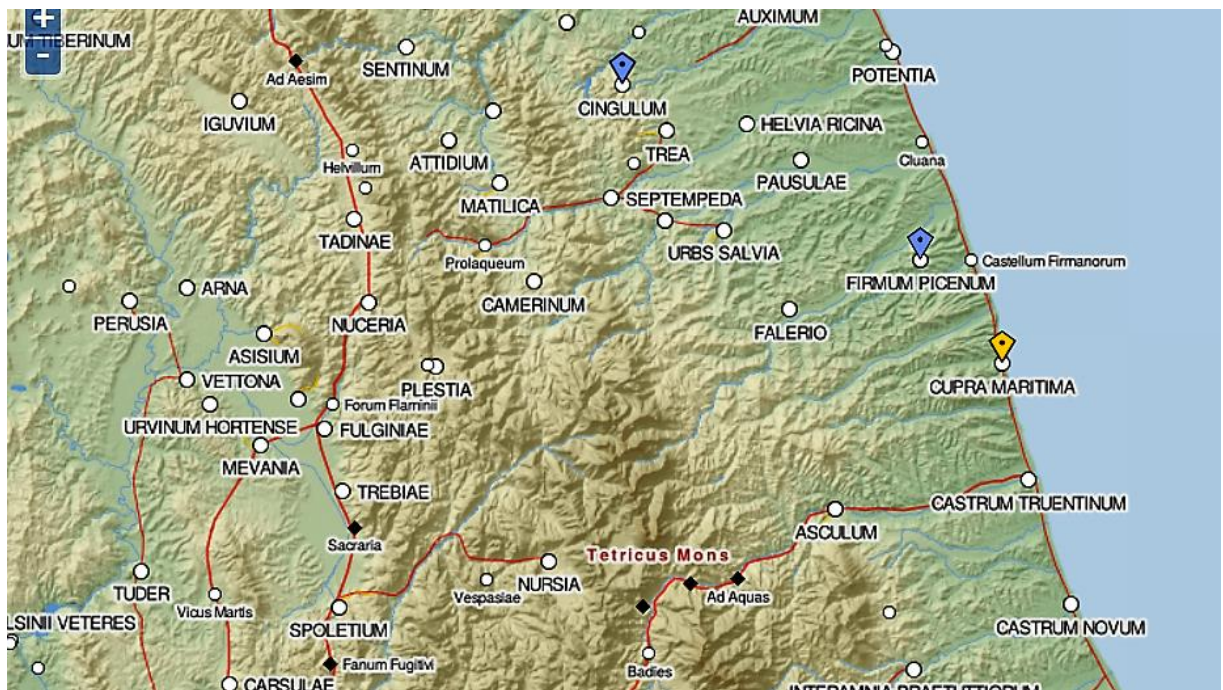 +
-
UM TIBERINUM
AUXIMUM
SENTINUM
POTENTIA
Ad Aesim
CINGULUM
IGUVIUM
HELVIA RICINA
TREA
ATTIDIUM
Helvillum
Cluana
PAUSULAE
MATILICA
SEPTEMPEDA
TADINAE
URBS SALVIA
Prolaqueum
Castellum Firmanorum
FIRMUM PICENUM
ARNA
CAMERINUM
PERUSIA
NUCERIA
FALERIO
ASISIUM
VETTONA
PLESTIA
CUPRA MARITIMA
Forum Flaminii
URVINUM HORTENSE
FULGINIAE
MEVANIA
TREBIAE
CASTRUM TRUENTINUM
ASCULUM
Sacraria
Tetricus Mons
NURSIA
TUDER
Vespasiae
Ad Aquas
Vicus Martis
LSINII VETERES
SPOLETIUM
CASTRUM NOVUM
Fanum Fugitivi
Badies
CARSULAE
INTERAMNIA PRAETUTTIORUM